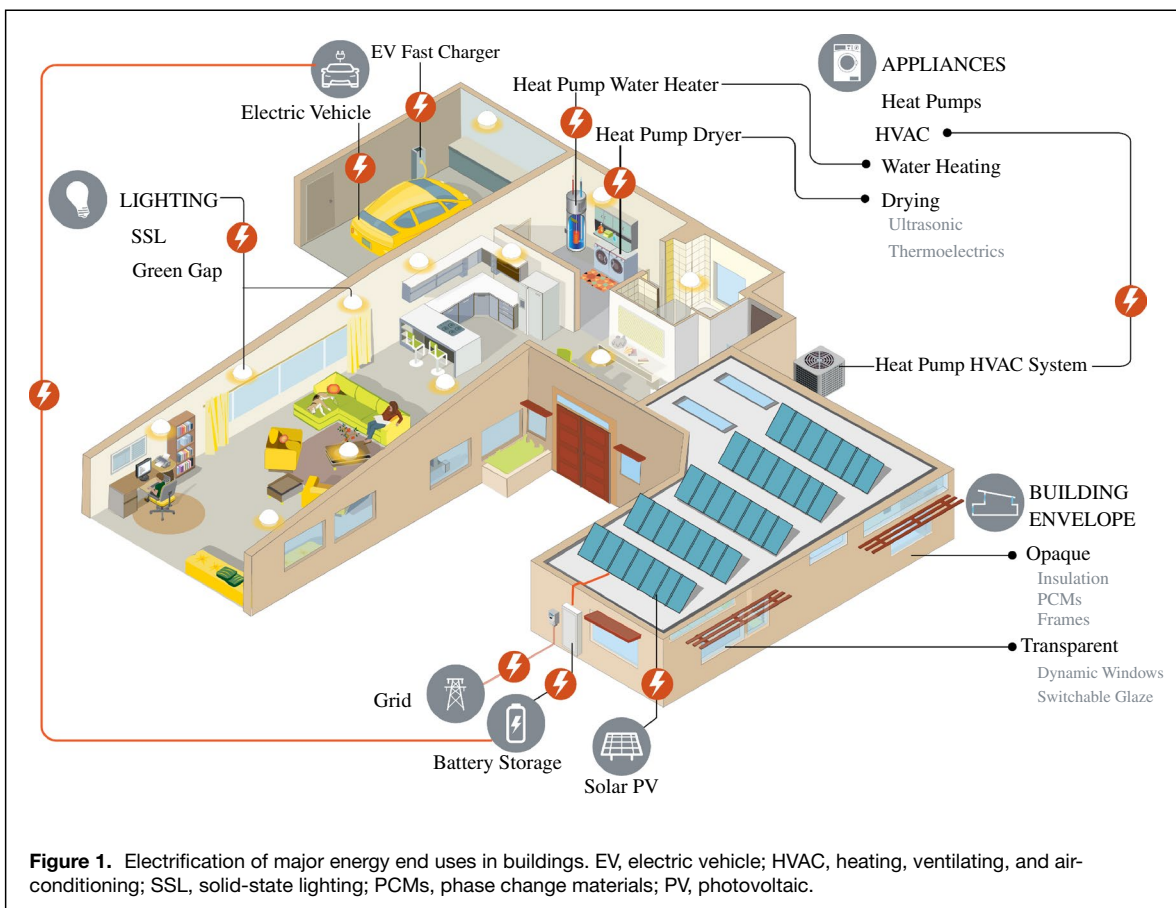 EV Fast Charger
Electric Vehicle
Heat Pump Water Heater
Heat Pump Dryer
APPLIANCES
Heat Pumps
HVAC
Water Heating
Drying
Ultrasonic
Thermoelectrics
LIGHTING
SSL
Green Gap
Heat Pump HVAC System
BUILDING
ENVELOPE
Opaque
Insulation
PCMs
Frames
Transparent
Dynamic Windows
Switchable Glaze
Grid
Battery Storage
Solar PV
Figure 1. Electrification of major energy end uses in buildings. EV, electric vehicle; HVAC, heating, ventilating, and air-
conditioning; SSL, solid-state lighting; PCMs, phase change materials; PV, photovoltaic.